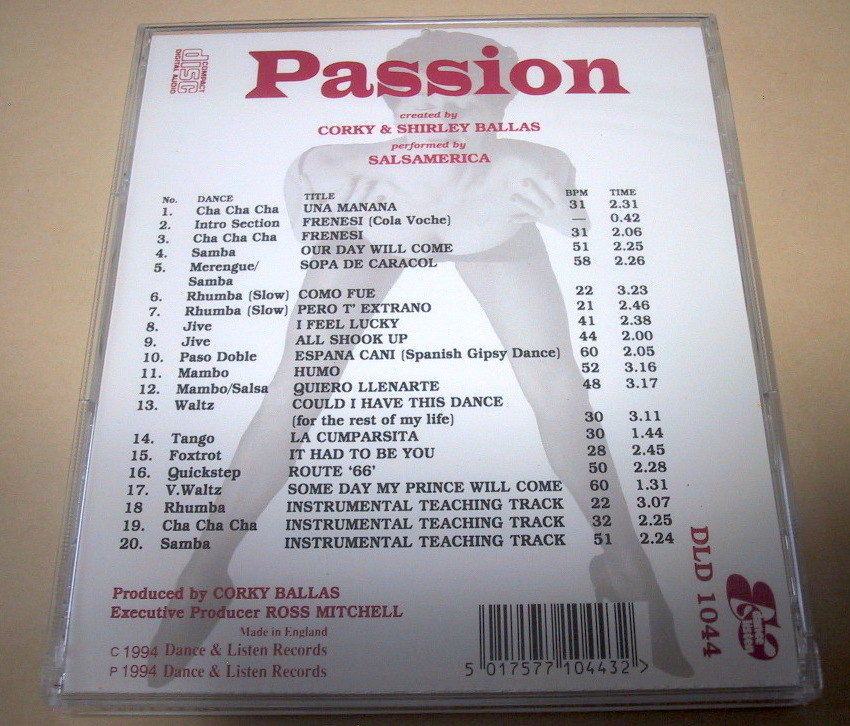 COMPACT
disc
DIGITAL AUDIO
Passion
created by
CORKY & SHIRLEY BALLAS
performed by
SALSAMERICA
No. DANCE TITLE BPM TIME
1. Cha Cha Cha UNA MANANA 31 2.31
2. Intro Section FRENESI (Cola Voche) — 0.42
3. Cha Cha Cha FRENESI 31 2.06
4. Samba OUR DAY WILL COME 51 2.25
5. Merengue/ SOPA DE CARACOL 58 2.26
Samba
6. Rhumba (Slow) COMO FUE 22 3.23
7. Rhumba (Slow) PERO T' EXTRANO 21 2.46
8. Jive I FEEL LUCKY 41 2.38
9. Jive ALL SHOOK UP 44 2.00
10. Paso Doble ESPANA CANI (Spanish Gipsy Dance) 60 2.05
11. Mambo HUMO 52 3.16
12. Mambo/Salsa QUIERO LLENARTE 48 3.17
13. Waltz COULD I HAVE THIS DANCE
(for the rest of my life) 30 3.11
14. Tango LA CUMPARSITA 30 1.44
15. Foxtrot IT HAD TO BE YOU 28 2.45
16. Quickstep ROUTE '66' 50 2.28
17. V.Waltz SOME DAY MY PRINCE WILL COME 60 1.31
18 Rhumba INSTRUMENTAL TEACHING TRACK 22 3.07
19. Cha Cha Cha INSTRUMENTAL TEACHING TRACK 32 2.25
20. Samba INSTRUMENTAL TEACHING TRACK 51 2.24
Produced by CORKY BALLAS
Executive Producer ROSS MITCHELL
Made in England
C 1994 Dance & Listen Records
P 1994 Dance & Listen Records
5 017577 104432 >
DLD 1044
dance &
listen